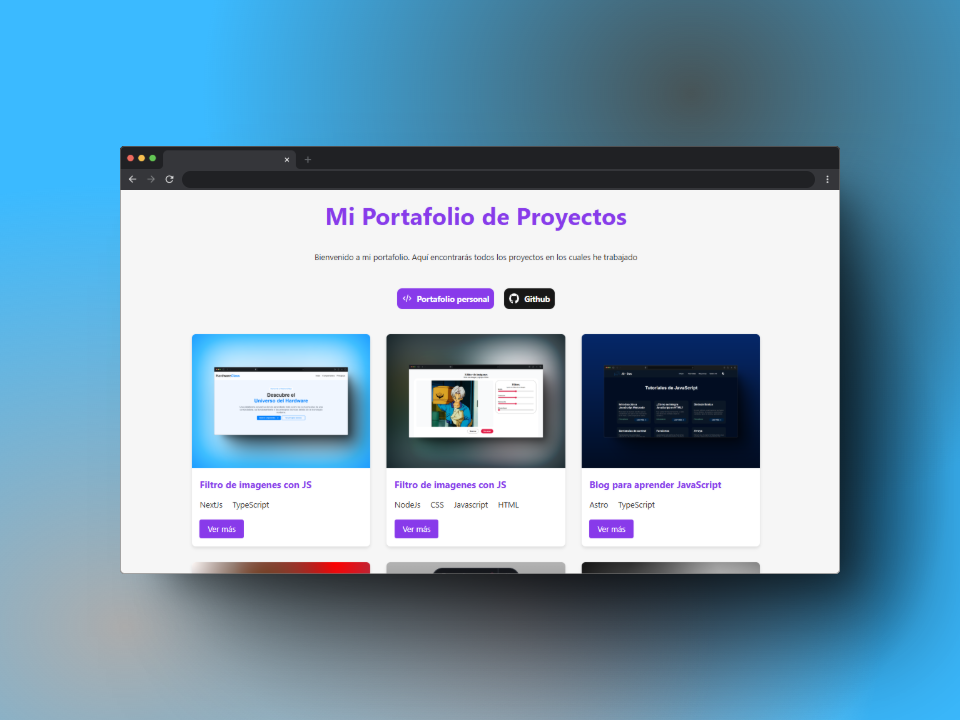 Mi Portafolio de Proyectos
Bienvenido a mi portafolio. Aquí encontrarás todos los proyectos en los cuales he trabajado
Portafolio personal
Github
Descubre el
Universo del Hardware
Tutoriales de JavaScript
Filtro de imagenes con JS
NextJs TypeScript
Ver más
Filtro de imagenes con JS
NodeJs CSS Javascript HTML
Ver más
Blog para aprender JavaScript
Astro TypeScript
Ver más